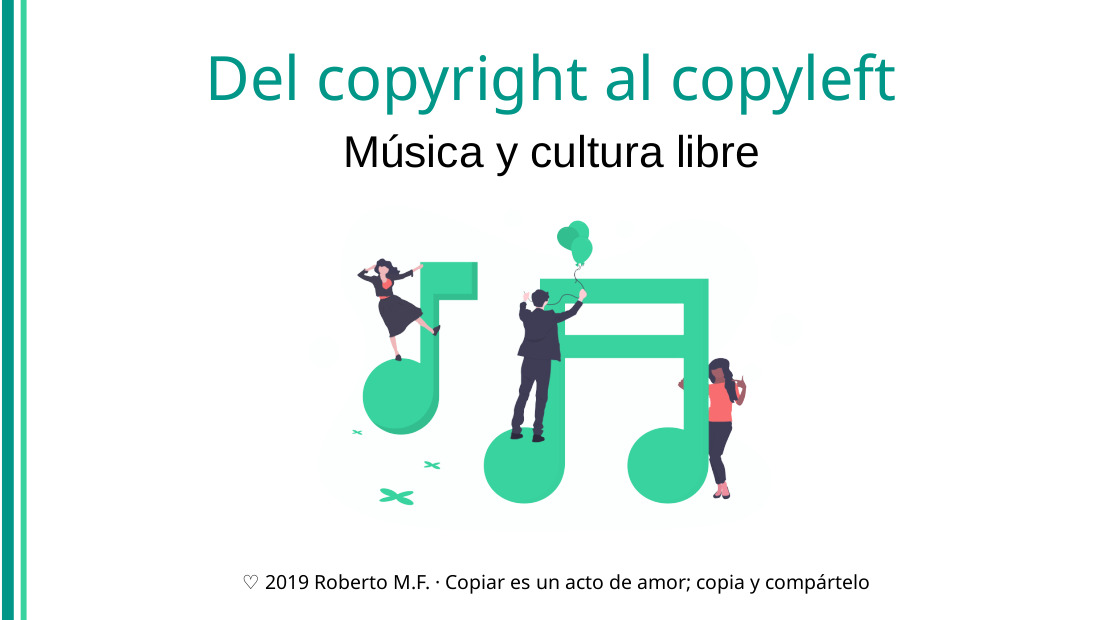 Del copyright al copyleft
Música y cultura libre
♡ 2019 Roberto M.F. · Copiar es un acto de amor; copia y compártelo